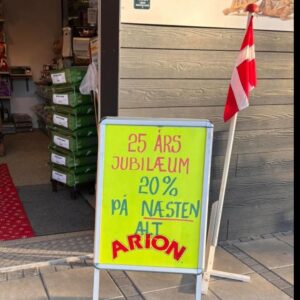 25 ÅRS
JUBILÆUM
20%
PÅ NÆSTEN
ALT
ARION